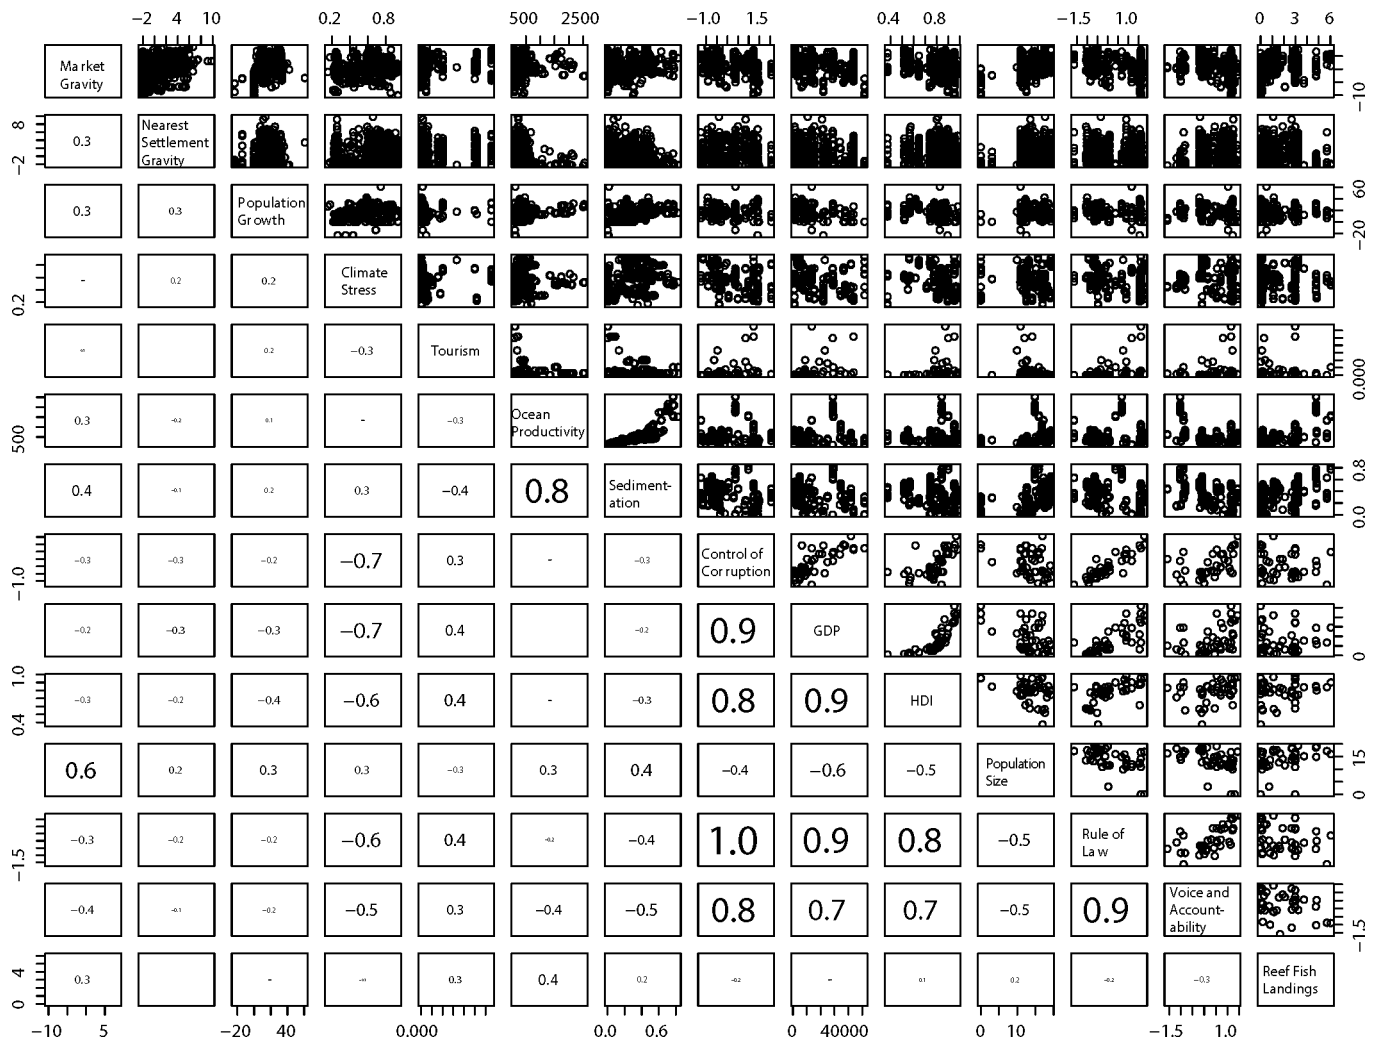 −2 4 10 0.2 0.8 500 2500 −1.0 1.5 0.4 0.8 −1.5 1.0 0 3 6
Market
Gravity
−10
8
−2
0.3
Nearest
Settlement
Gravity
0.3 0.3
Population
Growth
60
−20
0.2
- 0.2 0.2
Climate
Stress
0.2 −0.3 Tourism
0.000
500
0.3 −0.2 0.1 - −0.3
Ocean
Productivity
0.4 −0.1 0.2 0.3 −0.4 0.8
Sediment-
ation
0.8
0.0
−1.0
−0.3 −0.3 −0.2 −0.7 0.3 - −0.3
Control of
Corruption
−0.2 −0.3 −0.3 −0.7 0.4 −0.2 0.9 GDP
0
1.0
0.4
−0.3 −0.2 −0.4 −0.6 0.4 - −0.3 0.8 0.9 HDI
0.6 0.2 0.3 0.3 −0.3 0.3 0.4 −0.4 −0.6 −0.5
Population
Size
15
0
−1.5
−0.3 −0.2 −0.2 −0.6 0.4 −0.2 −0.4 1.0 0.9 0.8 −0.5
Rule of
Law
−0.4 −0.1 −0.2 −0.5 0.3 −0.4 −0.5 0.8 0.7 0.7 −0.5 0.9
Voice and
Account-
ability
−1.5
4
0
0.3 - 0.3 0.4 0.2 −0.2 - 0.1 0.2 −0.2 −0.3
Reef Fish
Landings
−10 5 −20 40 0.000 0.0 0.6 0 40000 0 10 −1.5 1.0